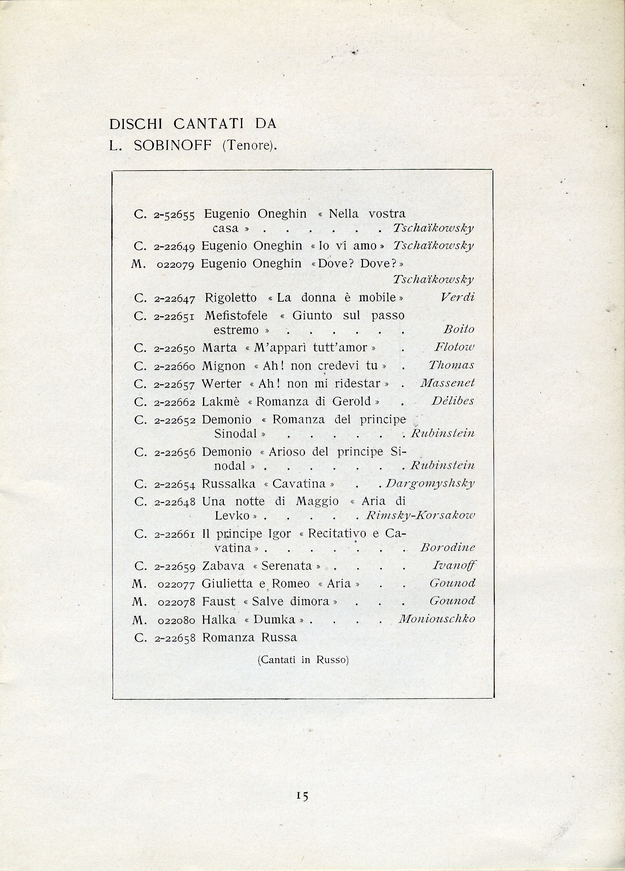 DISCHI CANTATI DA
L. SOBINOFF (Tenore).
C. 2-52655 Eugenio Oneghin « Nella vostra
casa » . . . . . . Tschaïkowsky
C. 2-22649 Eugenio Oneghin « Io vi amo » Tschaïkowsky
M. 022079 Eugenio Oneghin « Dove? Dove? »
Tschaïkowsky
C. 2-22647 Rigoletto « La donna è mobile » Verdi
C. 2-22651 Mefistofele « Giunto sul passo
estremo » . . . . . . Boito
C. 2-22650 Marta « M'appari tutt'amor » . Flotow
C. 2-22660 Mignon « Ah! non credevi tu » . Thomas
C. 2-22657 Werter « Ah! non mi ridestar » . Massenet
C. 2-22662 Lakmè « Romanza di Gerold » . Délibes
C. 2-22652 Demonio « Romanza del principe
Sinodal » . . . . . . Rubinstein
C. 2-22656 Demonio « Arioso del principe Si-
nodal » . . . . . . . Rubinstein
C. 2-22654 Russalka « Cavatina » . . Dargomyshsky
C. 2-22648 Una notte di Maggio « Aria di
Levko » . . . . . Rimsky-Korsakow
C. 2-22661 Il principe Igor « Recitativo e Ca-
vatina » . . . . . . . Borodine
C. 2-22659 Zabava « Serenata » . . . . Ivanoff
M. 022077 Giulietta e Romeo « Aria » . . Gounod
M. 022078 Faust « Salve dimora » . . . Gounod
M. 022080 Halka « Dumka » . . . . Moniouschko
C. 2-22658 Romanza Russa
(Cantati in Russo)
15